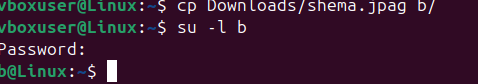 vboxuser@Linux:~$ cp Downloads/shema.jpag b/
vboxuser@Linux:~$ su -l b
Password:
b@Linux:~$